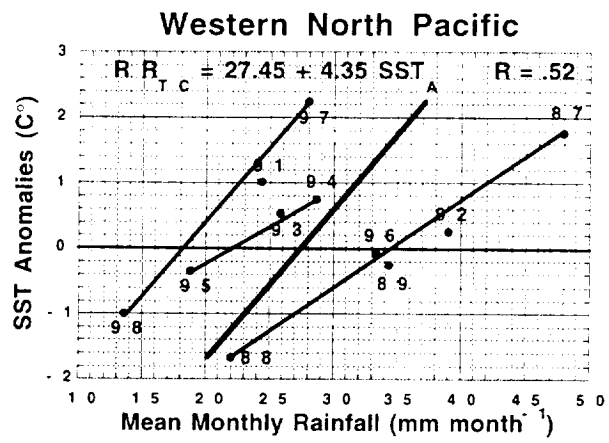 Western North Pacific
3
R R T C = 27.45 + 4.35 SST
A
R = .52
9 7
8 7
2
9 1
1
9 4
9 3
9 2
0
9 6
9 5
8 9
- 1
9 8
8 8
- 2
SST Anomalies (C°)
1 0 1 5 2 0 2 5 3 0 3 5 4 0 4 5 5 0
Mean Monthly Rainfall (mm month-1)